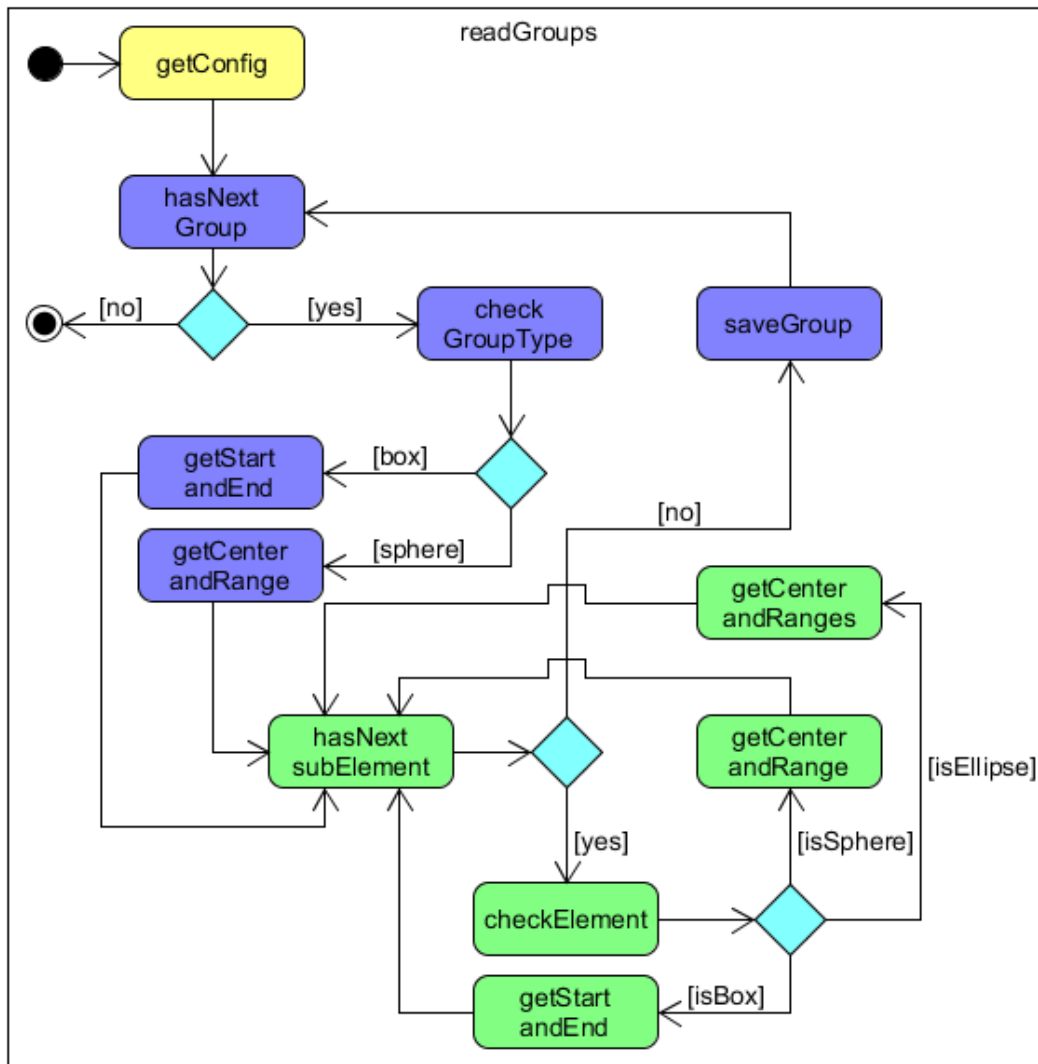 readGroups
getConfig
hasNext
Group
[no]
[yes]
check
GroupType
saveGroup
getStart
andEnd
[box]
[no]
getCenter
andRange
[sphere]
getCenter
andRanges
hasNext
subElement
getCenter
andRange
[isEllipse]
[yes]
[isSphere]
checkElement
getStart
andEnd
[isBox]